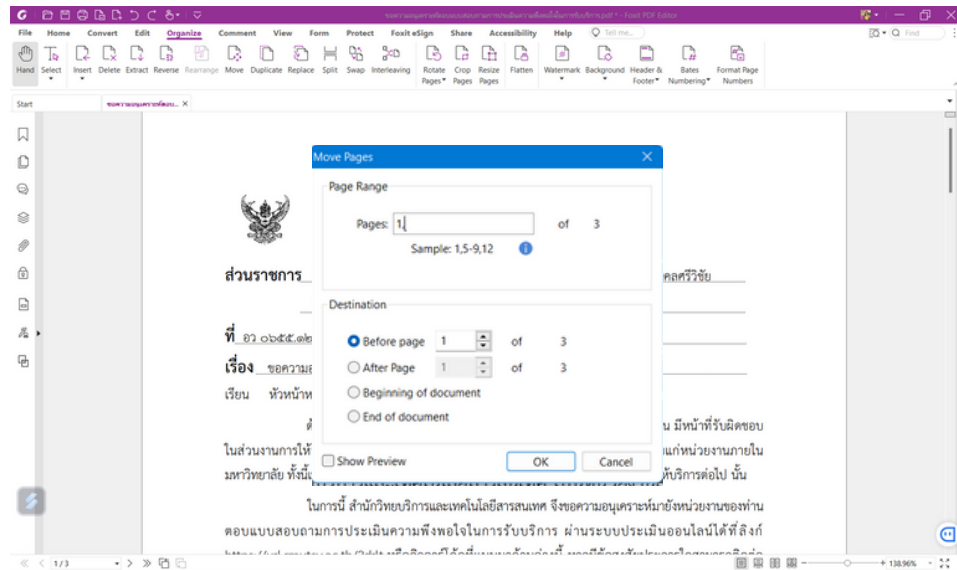 File Home Convert Edit Organize Comment View Form Protect Foxit eSign Share Accessibility Help Tell me... Find
Hand Select Insert Delete Extract Reverse Rearrange Move Duplicate Replace Split Swap Interleaving Rotate Pages Crop Pages Resize Pages Flatten Watermark Background Header & Footer Bates Numbering Format Page Numbers
Start
Move Pages
Page Range
Pages: 1, of 3
Sample: 1,5-9,12
Destination
Before page 1 of 3
After Page 1 of 3
Beginning of document
End of document
Show Preview OK Cancel
ส่วนราชการ
คลศรีวิชัย
ที่ อว ๐๖๕๕.
เรื่อง
เรียน
น มีหน้าที่รับผิดชอบ
ในส่วนงานการให้
แก่หน่วยงานภายใน
มหาวิทยาลัย ทั้งนี้
ห้บริการต่อไป นั้น
ในการนี้ สำนักวิทยบริการและเทคโนโลยีสารสนเทศ จึงขอความอนุเคราะห์มายังหน่วยงานของท่าน
ตอบแบบสอบถามการประเมินความพึงพอใจในการรับบริการ ผ่านระบบประเมินออนไลน์ได้ที่ลิงก์
1/3 138.96%